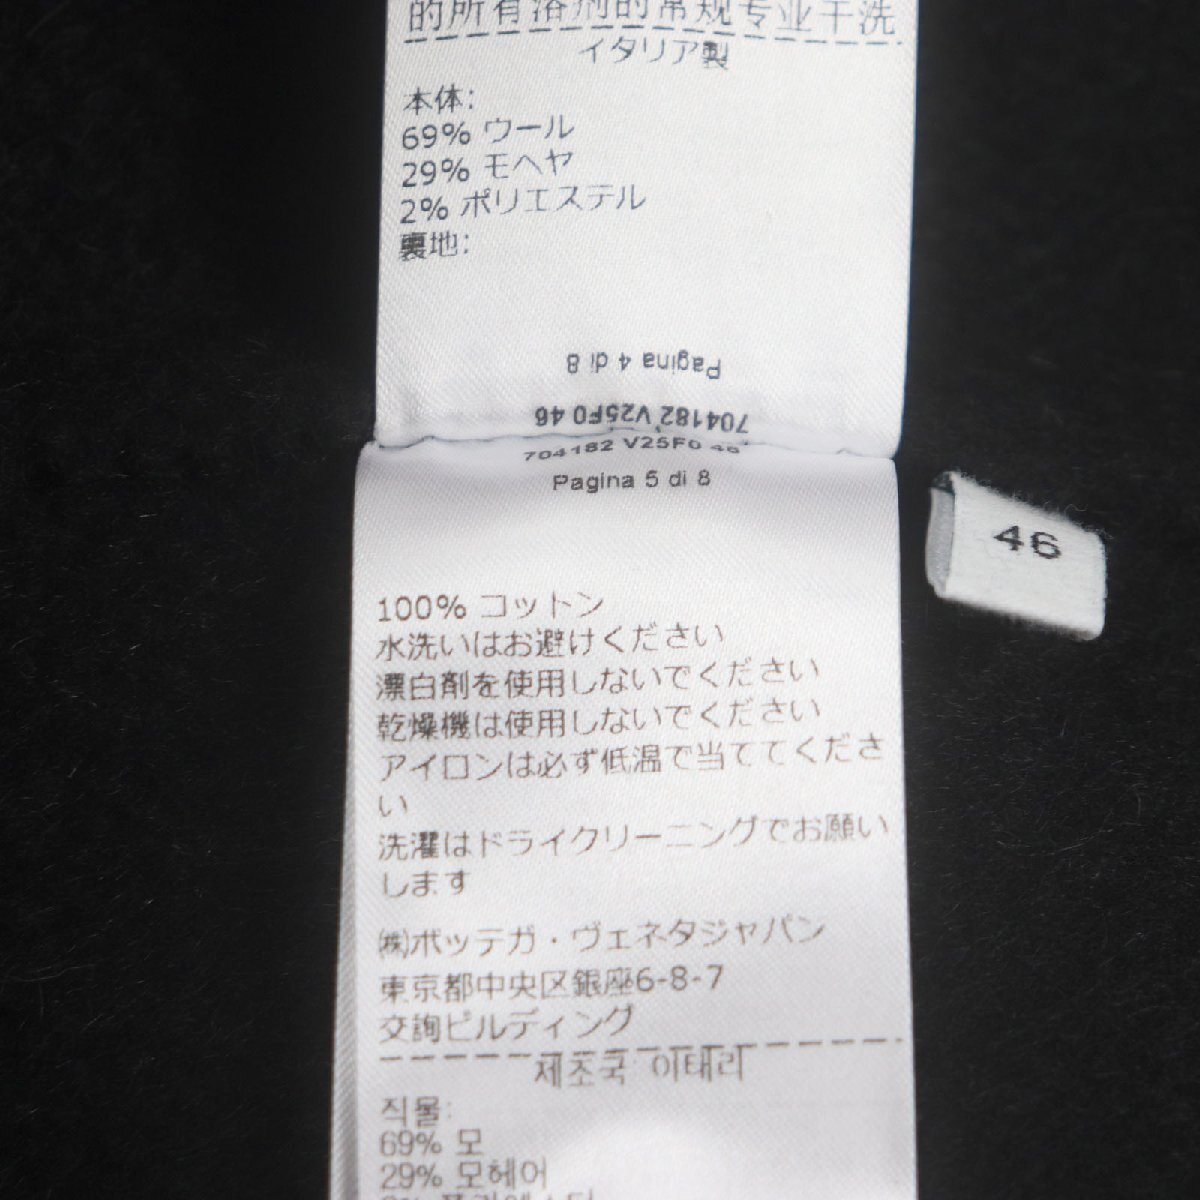 的所有溶剂的常规专业干洗
イタリア製
本体:
69% ウール
29% モヘヤ
2% ポリエステル
裏地:
Pagina 4 di 8
704182 V25F0 46
704182 V25F0 46
Pagina 5 di 8
46
100% コットン
水洗いはお避けください
漂白剤を使用しないでください
乾燥機は使用しないでください
アイロンは必ず低温で当ててくださ
い
洗濯はドライクリーニングでお願い
します
㈱ボッテガ・ヴェネタジャパン
東京都中央区銀座6-8-7
交詢ビルディング
제조국 이태리
직물:
69% 모
29% 모헤어